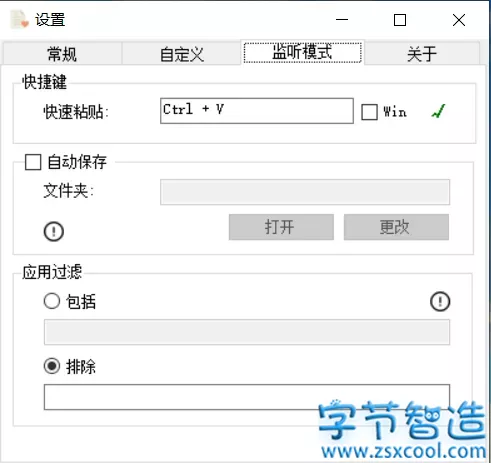 设置
常规 自定义 监听模式 关于
快捷键
快速粘贴: Ctrl + V Win
自动保存
文件夹:
打开 更改
应用过滤
包括
排除
字节智造
www.zsxcool.com